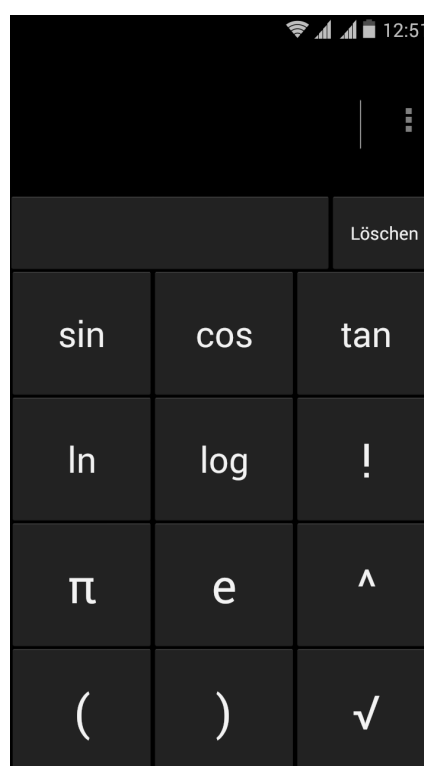 12:51
Löschen
sin cos tan
ln log !
π e ^
( ) √